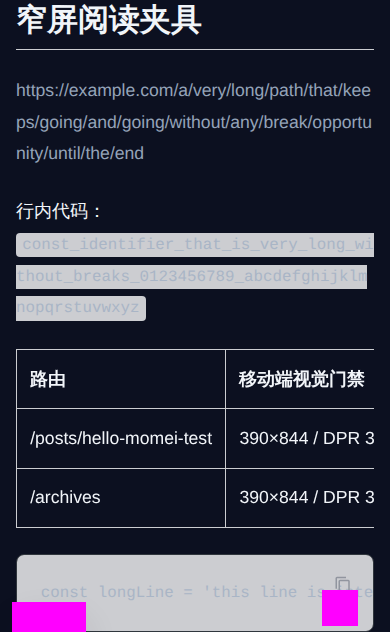 窄屏阅读夹具
https://example.com/a/very/long/path/that/kee
ps/going/and/going/without/any/break/opportu
nity/until/the/end
行内代码：
const_identifier_that_is_very_long_wi
thout_breaks_0123456789_abcdefghijklm
nopqrstuvwxyz
路由 移动端视觉门禁
/posts/hello-momei-test 390×844 / DPR 3
/archives 390×844 / DPR 3
const longLine = 'this line is